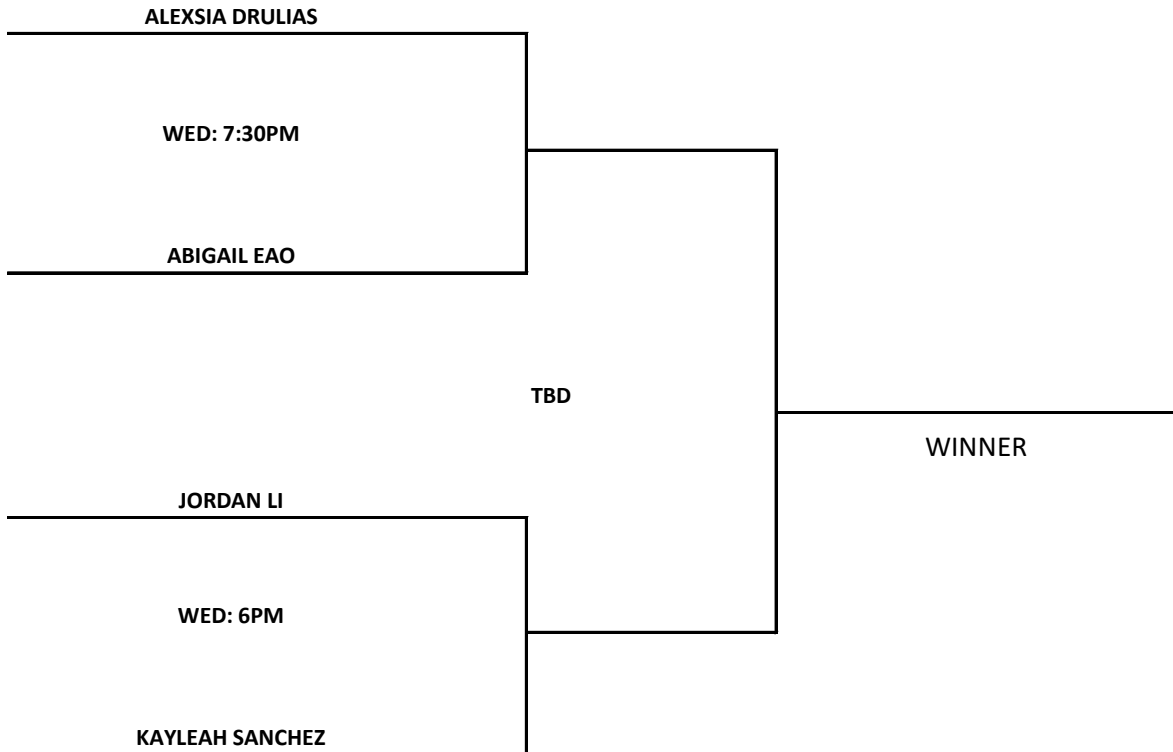 ALEXSIA DRULIAS
WED: 7:30PM
ABIGAIL EAO
TBD
WINNER
JORDAN LI
WED: 6PM
KAYLEAH SANCHEZ